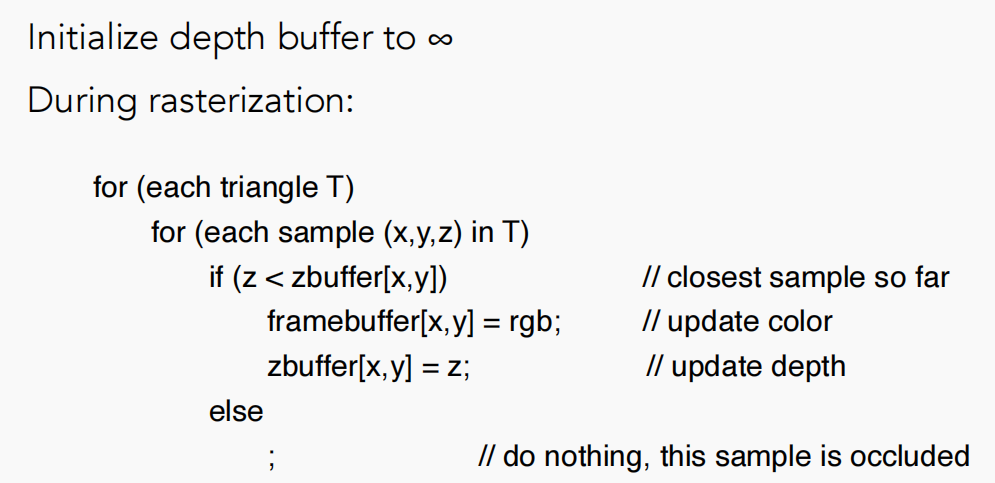 Initialize depth buffer to ∞
During rasterization:
for (each triangle T)
for (each sample (x,y,z) in T)
if (z < zbuffer[x,y]) // closest sample so far
framebuffer[x,y] = rgb; // update color
zbuffer[x,y] = z; // update depth
else
; // do nothing, this sample is occluded